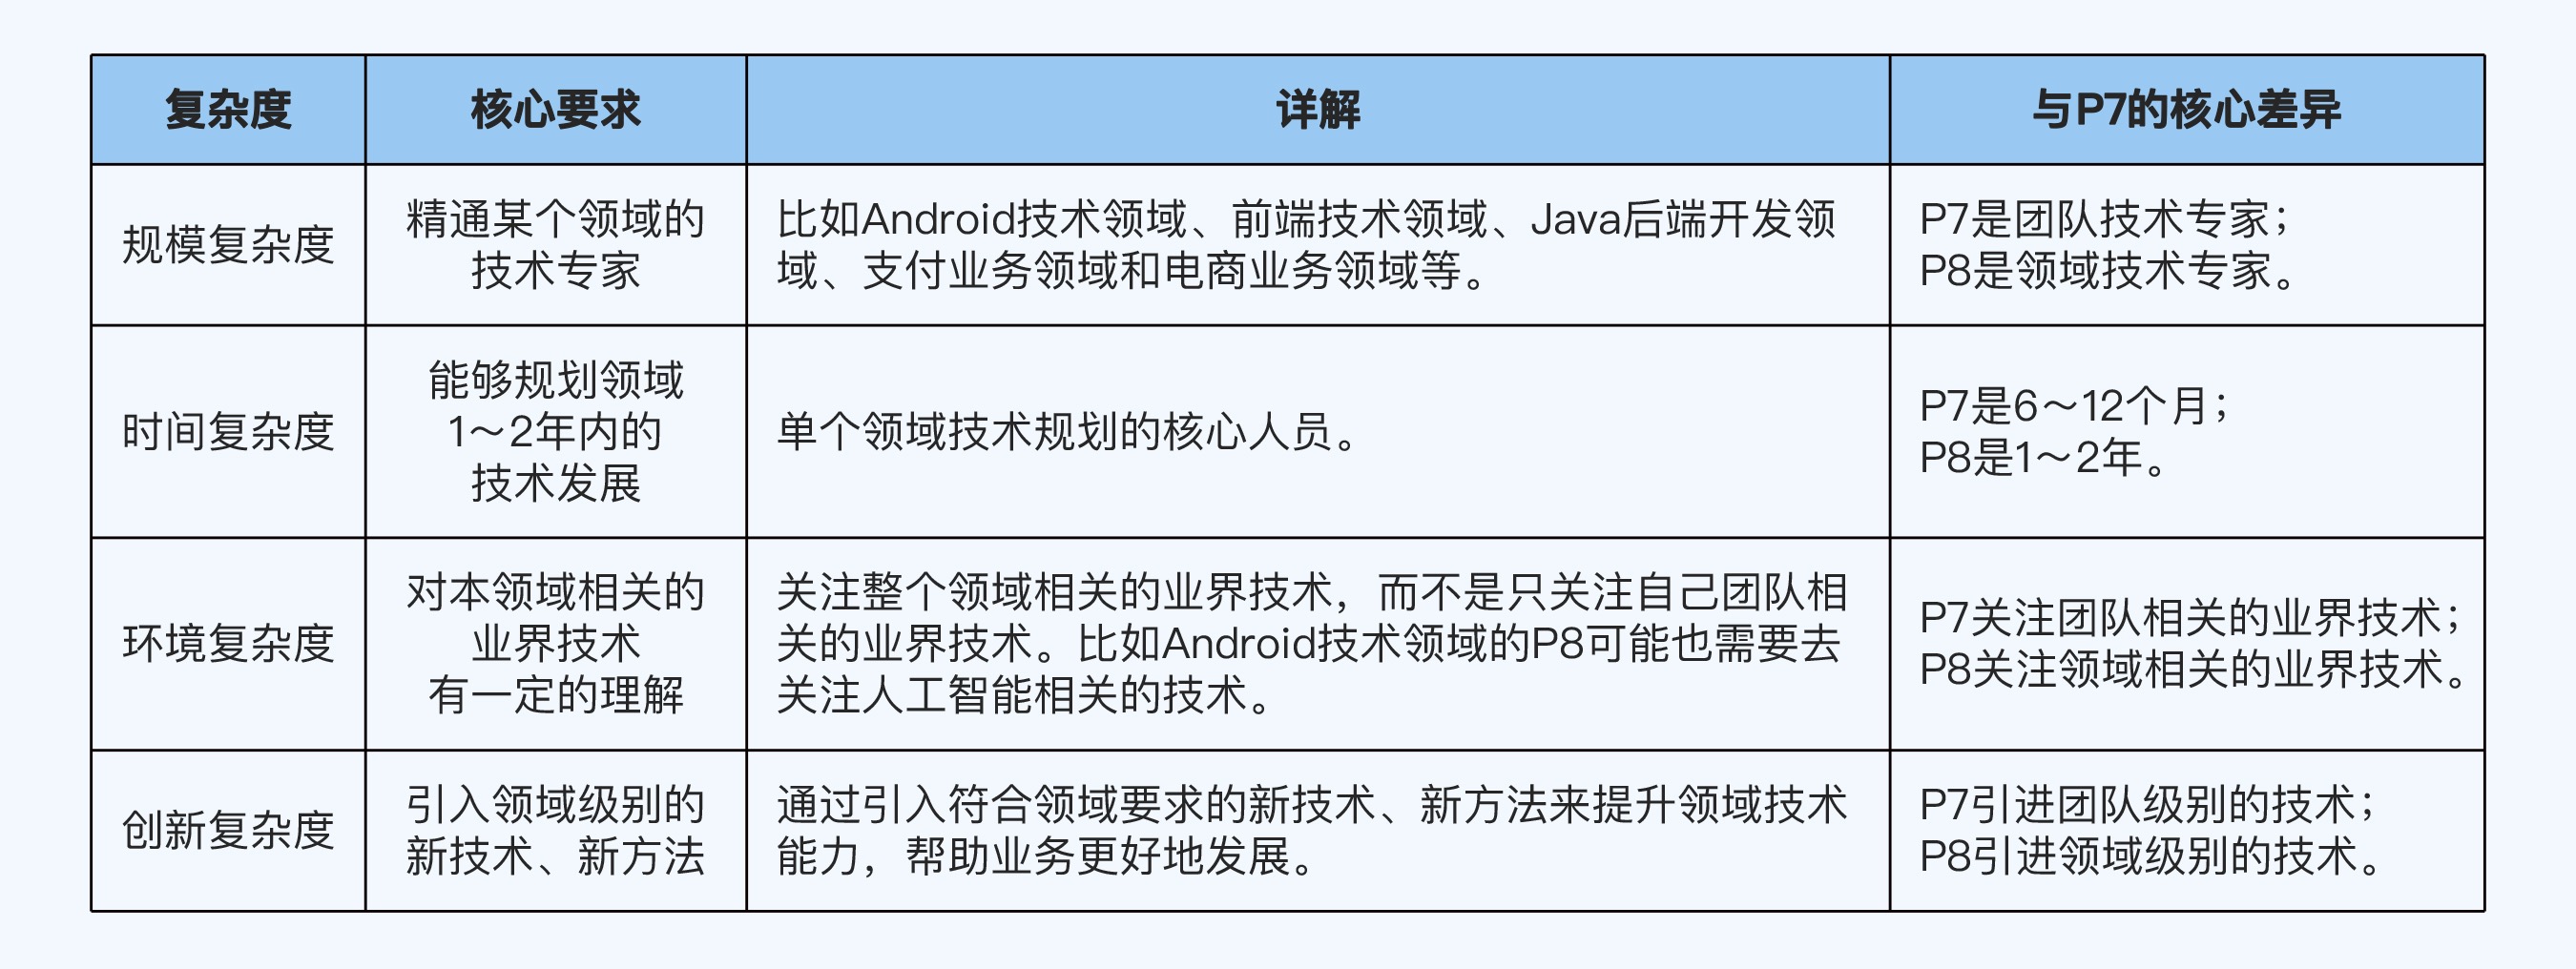 复杂度
核心要求
详解
与P7的核心差异
规模复杂度
精通某个领域的
技术专家
比如Android技术领域、前端技术领域、Java后端开发领
域、支付业务领域和电商业务领域等。
P7是团队技术专家；
P8是领域技术专家。
时间复杂度
能够规划领域
1～2年内的
技术发展
单个领域技术规划的核心人员。
P7是6～12个月；
P8是1～2年。
环境复杂度
对本领域相关的
业界技术
有一定的理解
关注整个领域相关的业界技术，而不是只关注自己团队相
关的业界技术。比如Android技术领域的P8可能也需要去
关注人工智能相关的技术。
P7关注团队相关的业界技术；
P8关注领域相关的业界技术。
创新复杂度
引入领域级别的
新技术、新方法
通过引入符合领域要求的新技术、新方法来提升领域技术
能力，帮助业务更好地发展。
P7引进团队级别的技术；
P8引进领域级别的技术。